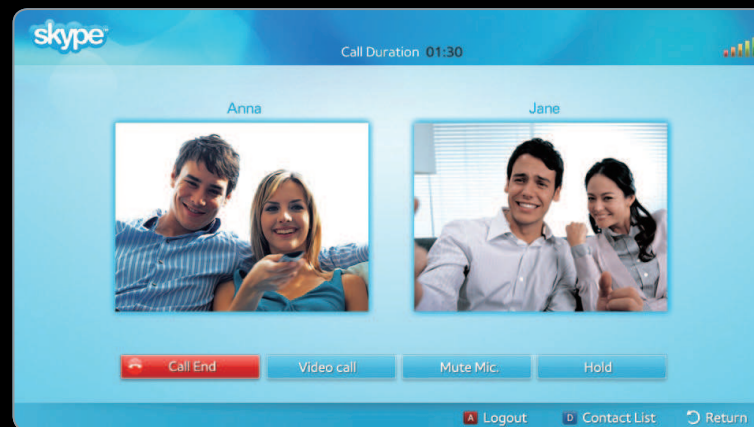 skype
Call Duration 01:30
Anna
Jane
Call End
Video call
Mute Mic.
Hold
A Logout
D Contact List
Return